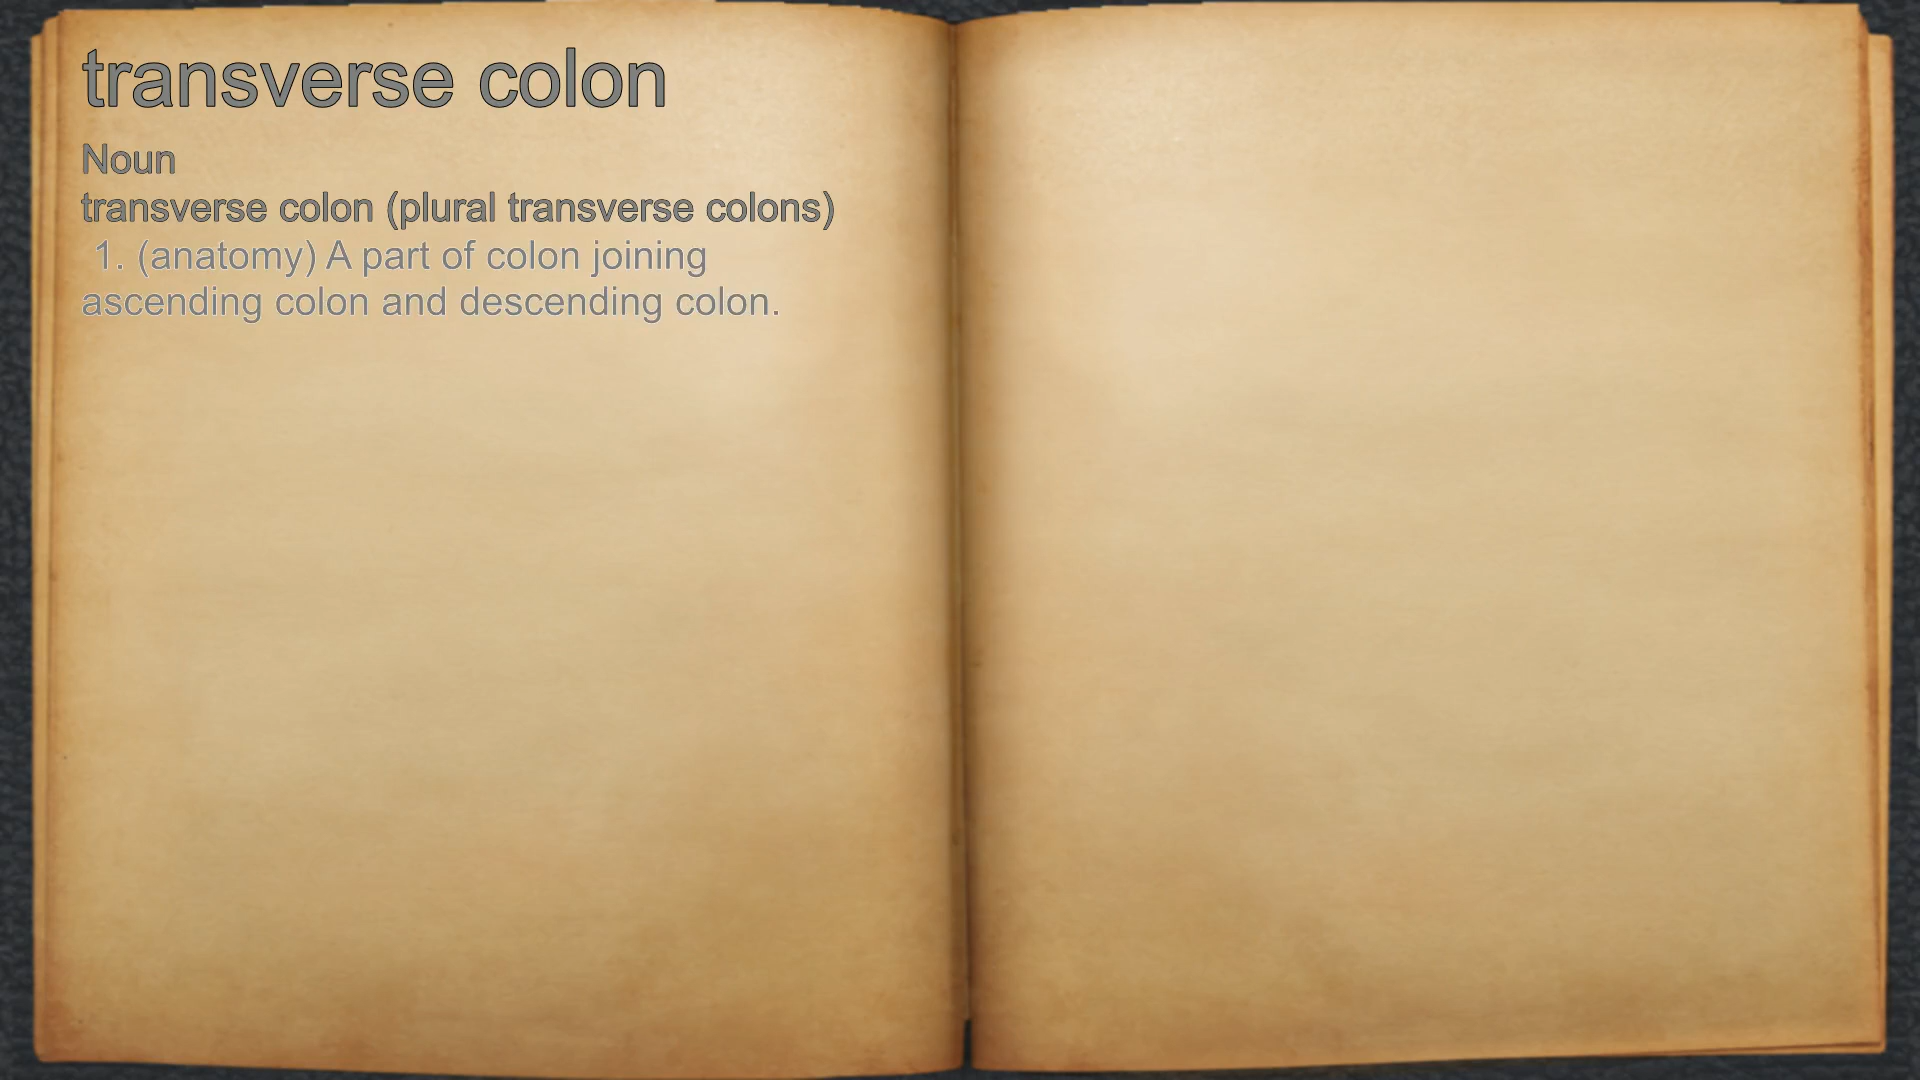 transverse colon
Noun
transverse colon (plural transverse colons)
1. (anatomy) A part of colon joining
ascending colon and descending colon.